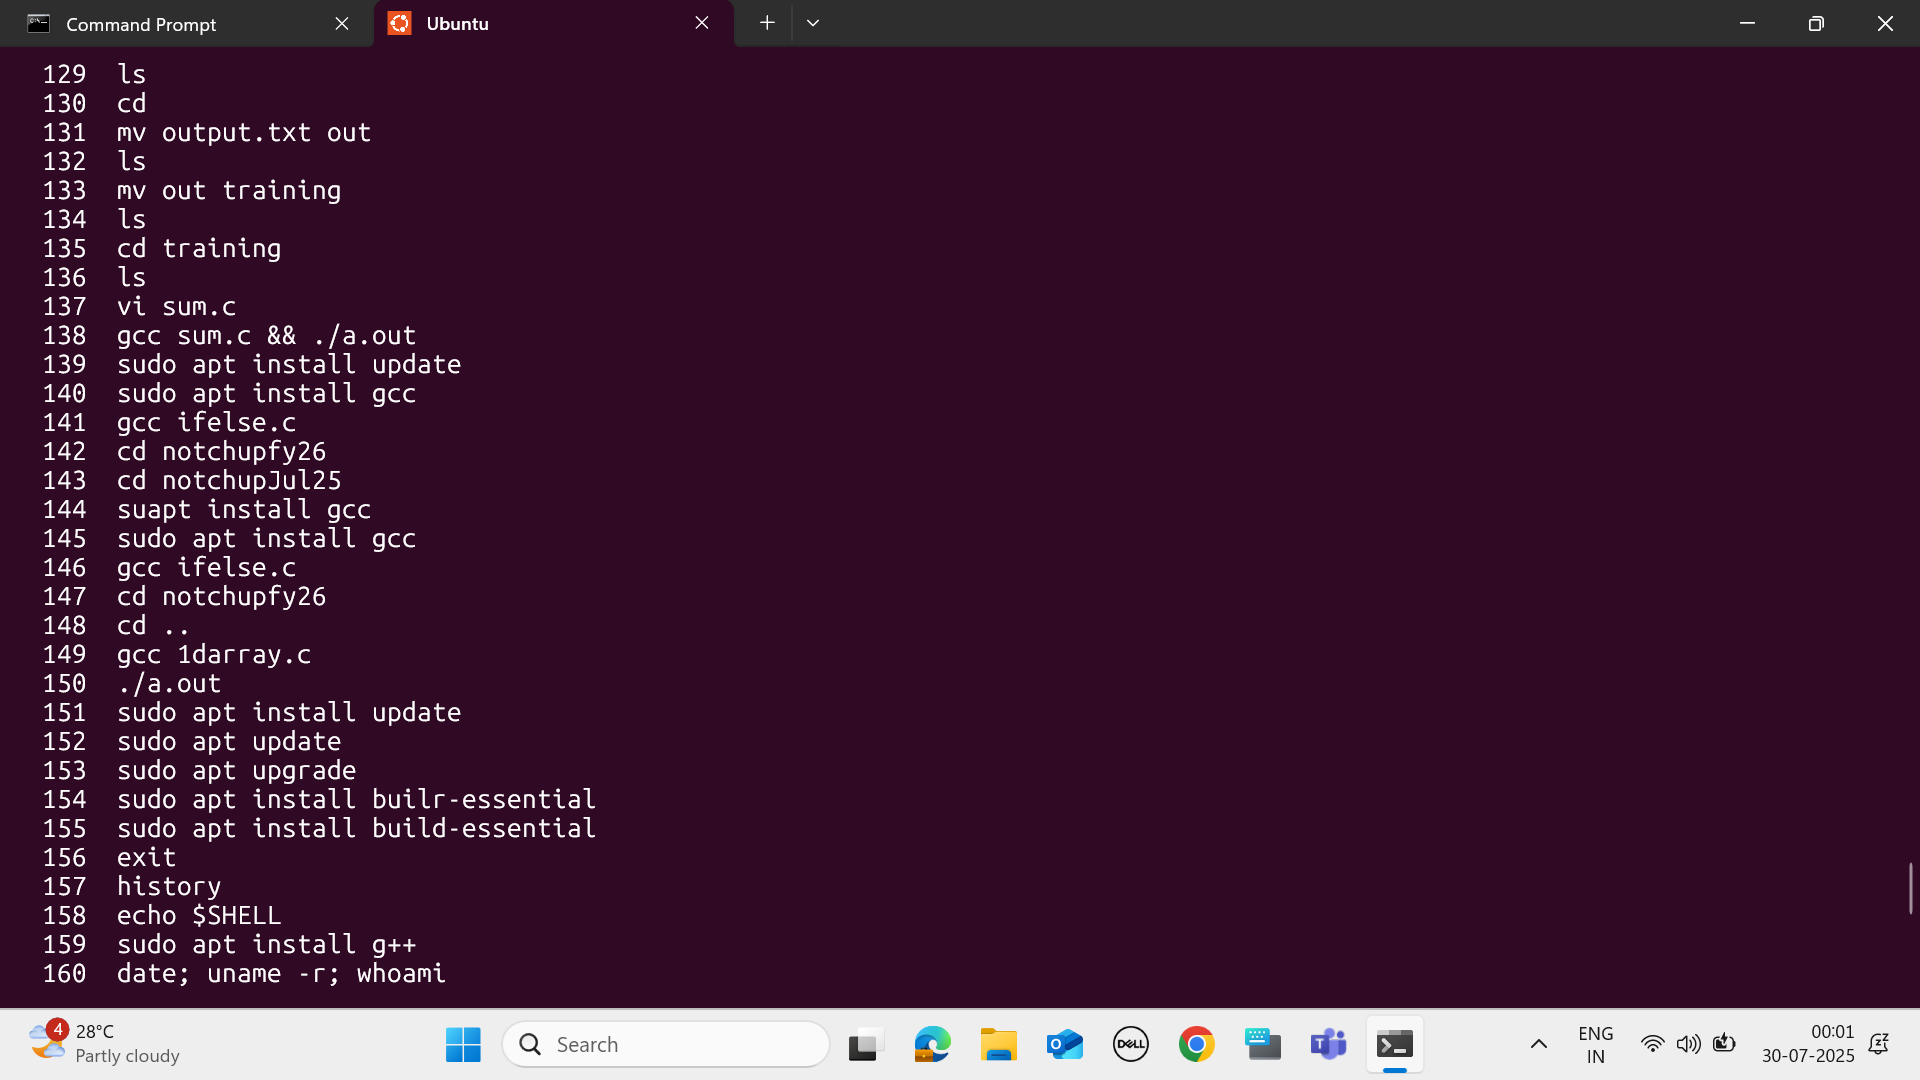 Command Prompt
Ubuntu
129 ls
130 cd
131 mv output.txt out
132 ls
133 mv out training
134 ls
135 cd training
136 ls
137 vi sum.c
138 gcc sum.c && ./a.out
139 sudo apt install update
140 sudo apt install gcc
141 gcc ifelse.c
142 cd notchupfy26
143 cd notchupJul25
144 suapt install gcc
145 sudo apt install gcc
146 gcc ifelse.c
147 cd notchupfy26
148 cd ..
149 gcc 1darray.c
150 ./a.out
151 sudo apt install update
152 sudo apt update
153 sudo apt upgrade
154 sudo apt install builr-essential
155 sudo apt install build-essential
156 exit
157 history
158 echo $SHELL
159 sudo apt install g++
160 date; uname -r; whoami
4
28°C
Partly cloudy
Search
DELL
ENG
IN
00:01
30-07-2025